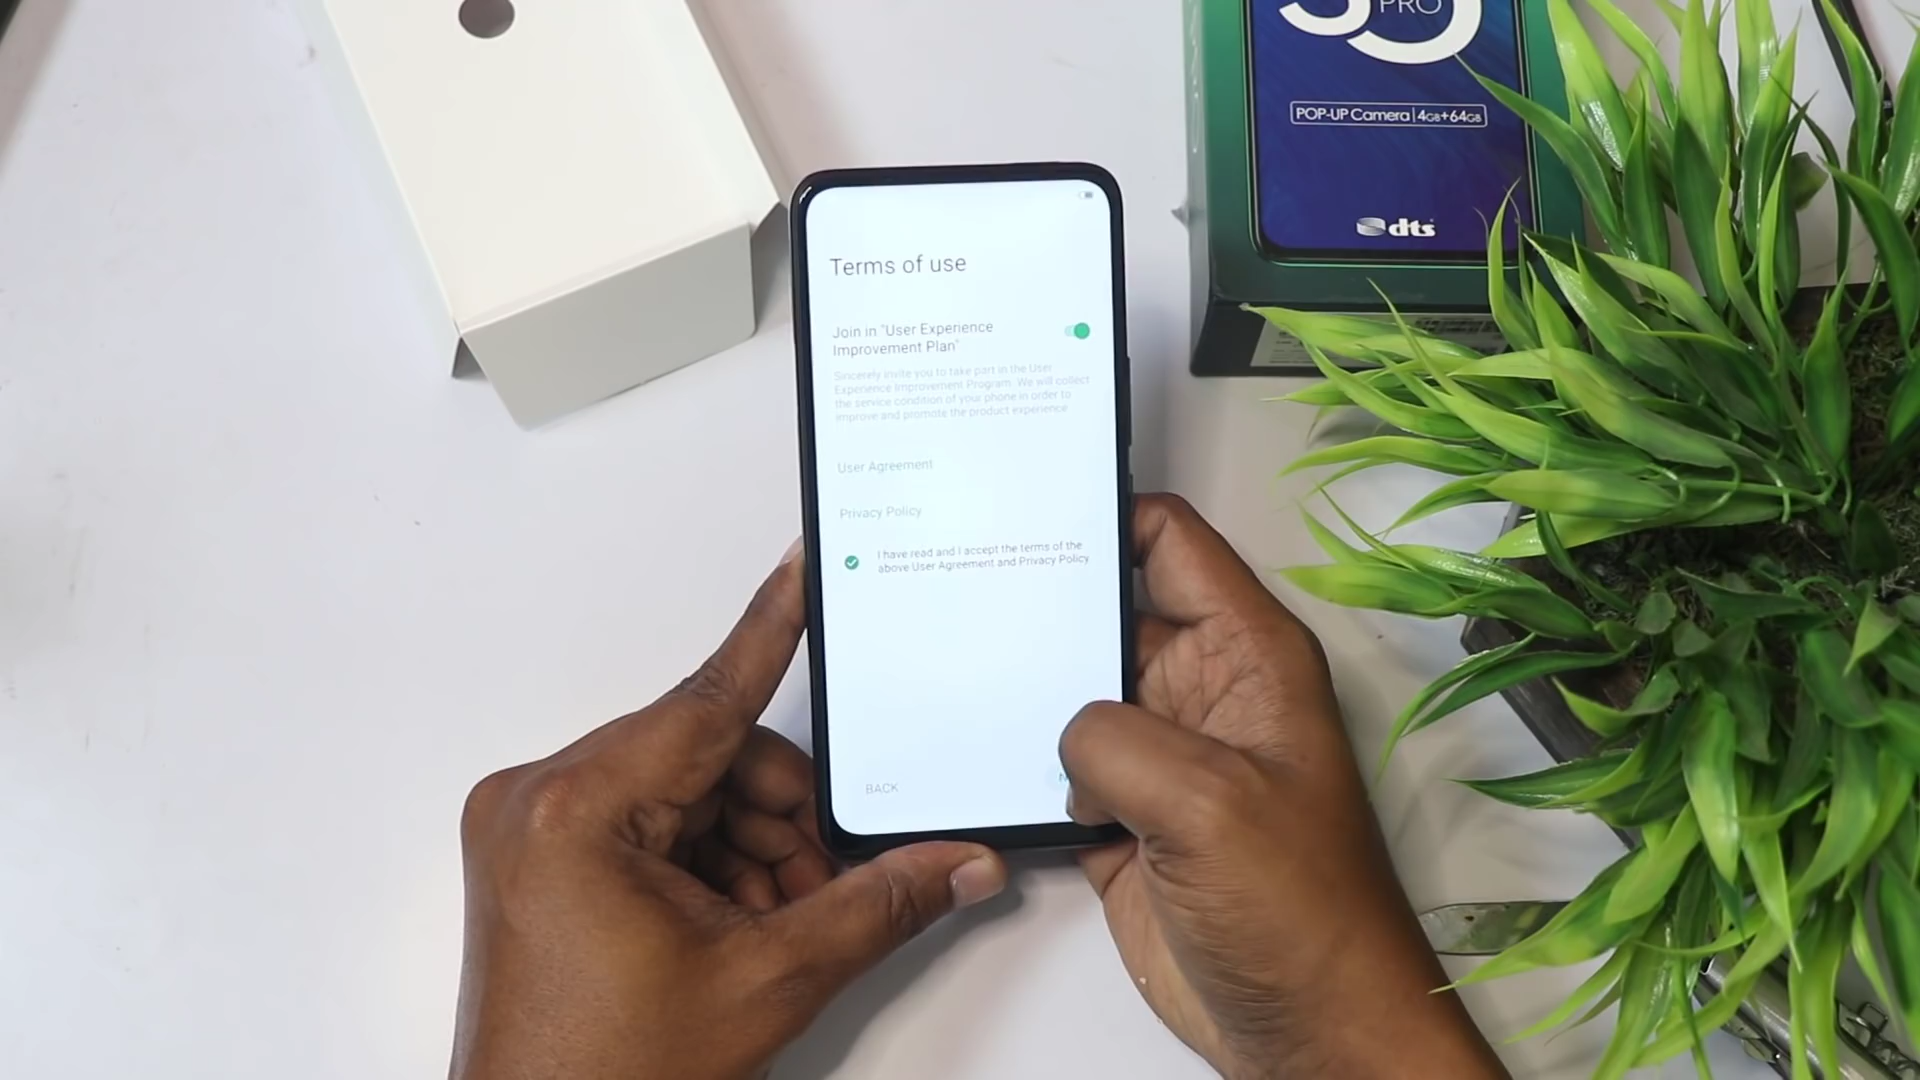 PRO
POP-UP Camera | 4GB+64GB
dts
Terms of use
Join in "User Experience
Improvement Plan"
Sincerely invite you to take part in the User
Experience Improvement Program. We will collect
the service condition of your phone in order to
improve and promote the product experience
User Agreement
Privacy Policy
I have read and I accept the terms of the
above User Agreement and Privacy Policy
BACK